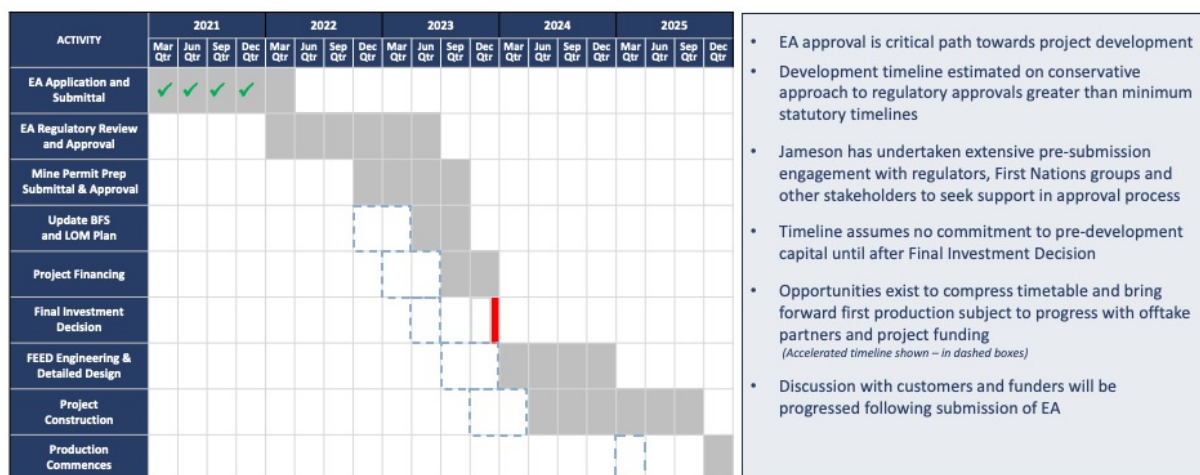 ACTIVITY
2021
2022
2023
2024
2025
Mar Qtr
Jun Qtr
Sep Qtr
Dec Qtr
Mar Qtr
Jun Qtr
Sep Qtr
Dec Qtr
Mar Qtr
Jun Qtr
Sep Qtr
Dec Qtr
Mar Qtr
Jun Qtr
Sep Qtr
Dec Qtr
Mar Qtr
Jun Qtr
Sep Qtr
Dec Qtr
EA Application and
Submittal
EA Regulatory Review
and Approval
Mine Permit Prep
Submittal & Approval
Update BFS
and LOM Plan
Project Financing
Final Investment
Decision
FEED Engineering &
Detailed Design
Project
Construction
Production
Commences
• EA approval is critical path towards project development
• Development timeline estimated on conservative
approach to regulatory approvals greater than minimum
statutory timelines
• Jameson has undertaken extensive pre-submission
engagement with regulators, First Nations groups and
other stakeholders to seek support in approval process
• Timeline assumes no commitment to pre-development
capital until after Final Investment Decision
• Opportunities exist to compress timetable and bring
forward first production subject to progress with offtake
partners and project funding
(Accelerated timeline shown – in dashed boxes)
• Discussion with customers and funders will be
progressed following submission of EA